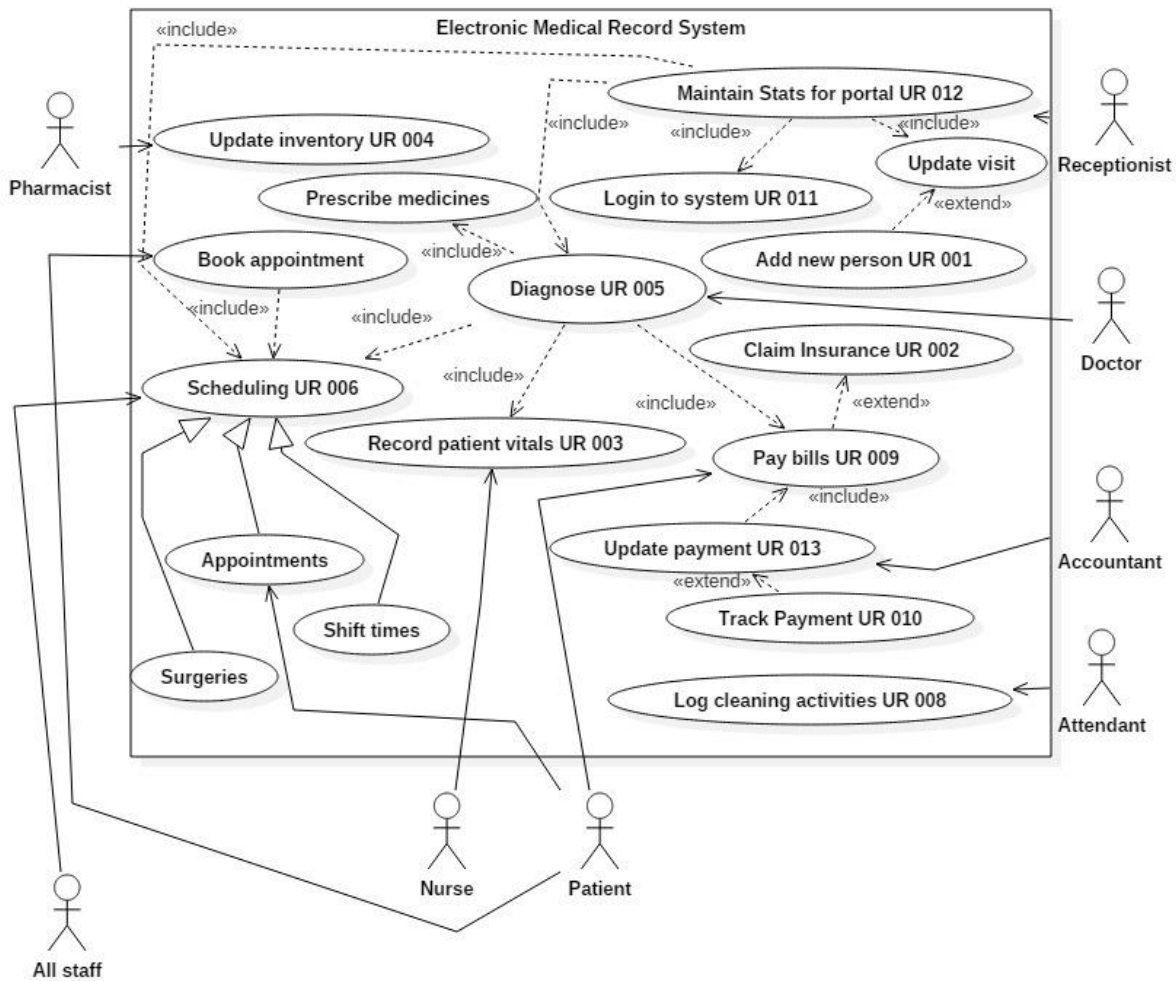 Electronic Medical Record System
«include»
Maintain Stats for portal UR 012
«include»
«include»
«include»
Pharmacist
Update inventory UR 004
Receptionist
Update visit
Prescribe medicines
Login to system UR 011
«extend»
«include»
Book appointment
Add new person UR 001
Diagnose UR 005
«include»
«include»
Claim Insurance UR 002
Doctor
Scheduling UR 006
«include»
«include»
«extend»
Record patient vitals UR 003
Pay bills UR 009
«include»
Appointments
Update payment UR 013
Accountant
«extend»
Shift times
Track Payment UR 010
Surgeries
Log cleaning activities UR 008
Attendant
Nurse
Patient
All staff